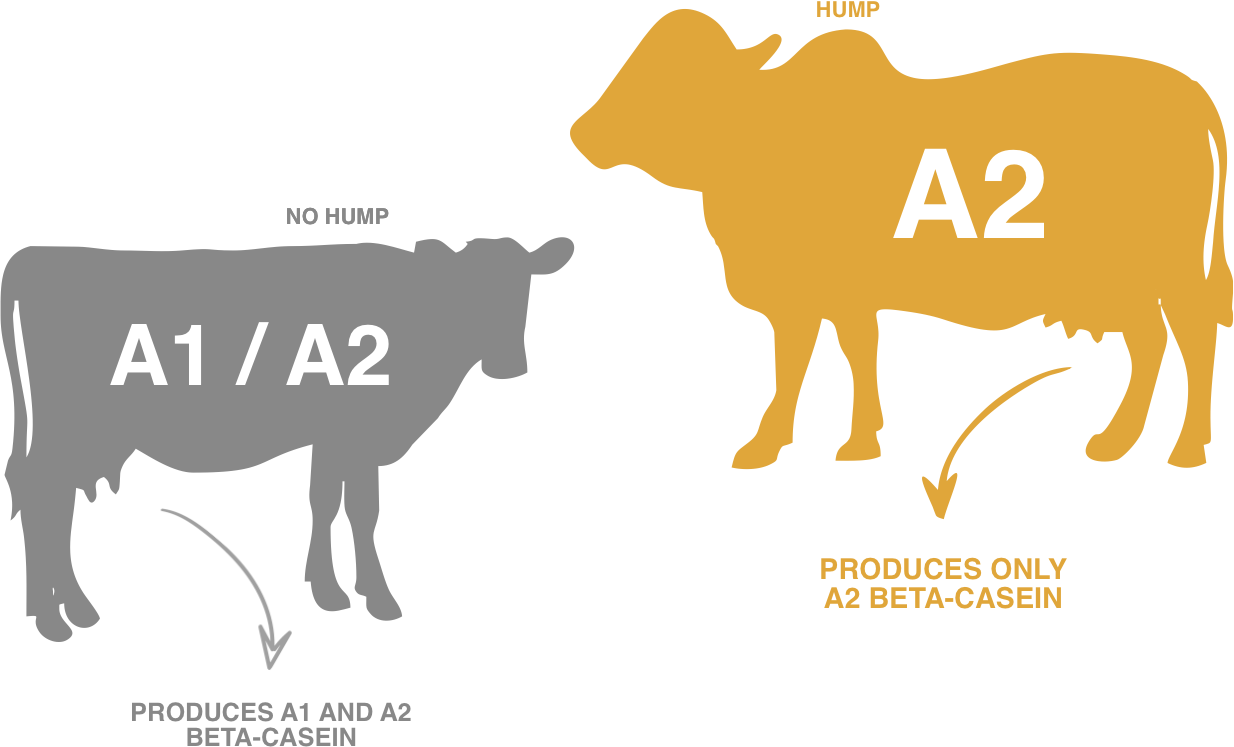 HUMP
A2
NO HUMP
A1 / A2
PRODUCES ONLY
A2 BETA-CASEIN
PRODUCES A1 AND A2
BETA-CASEIN